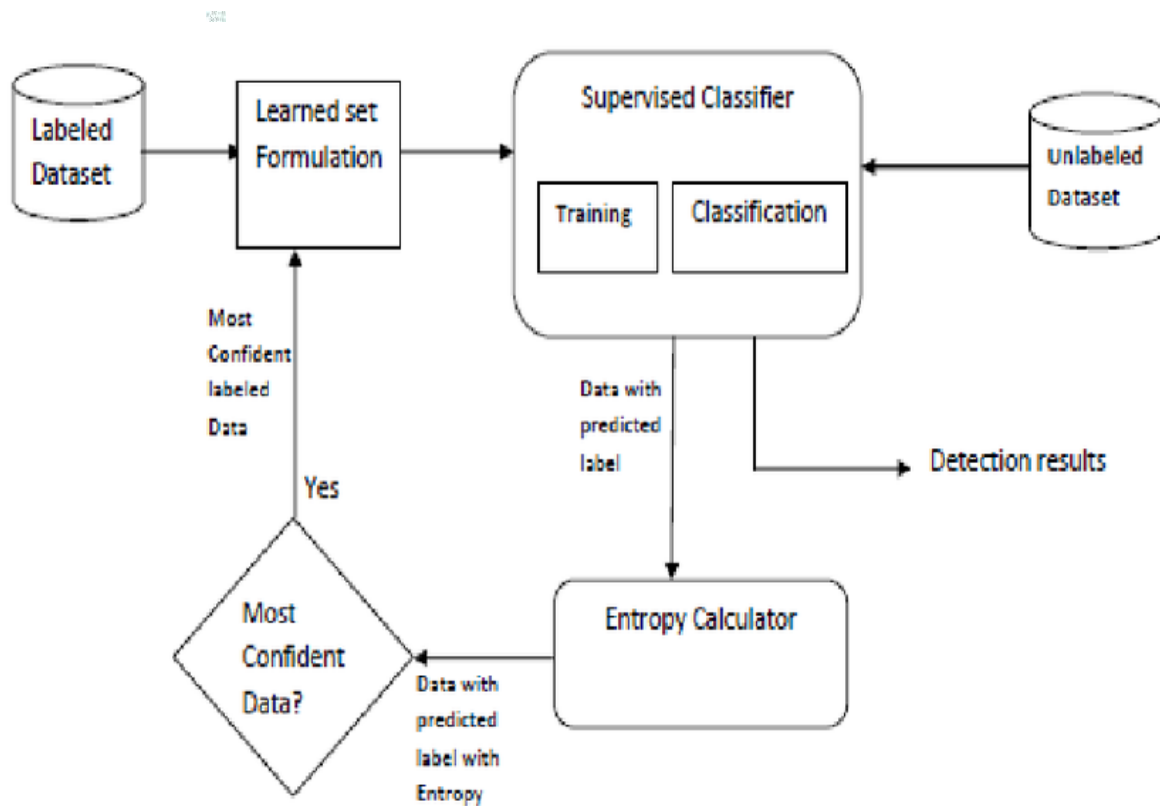 Labeled
Dataset
Learned set
Formulation
Supervised Classifier
Training
Classification
Unlabeled
Dataset
Most
Confident
labeled
Data
Yes
Data with
predicted
label
Detection results
Most
Confident
Data?
Data with
predicted
label with
Entropy
Entropy Calculator